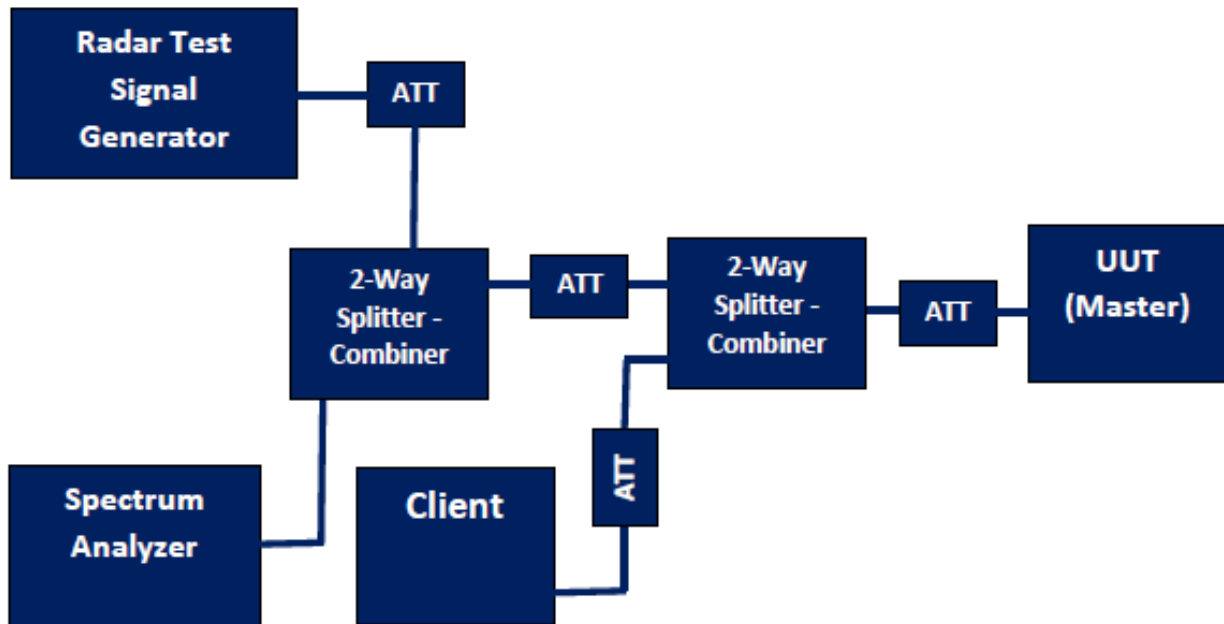 Radar Test
Signal
Generator
ATT
2-Way
Splitter -
Combiner
ATT
2-Way
Splitter -
Combiner
ATT
UUT
(Master)
Spectrum
Analyzer
Client
ATT